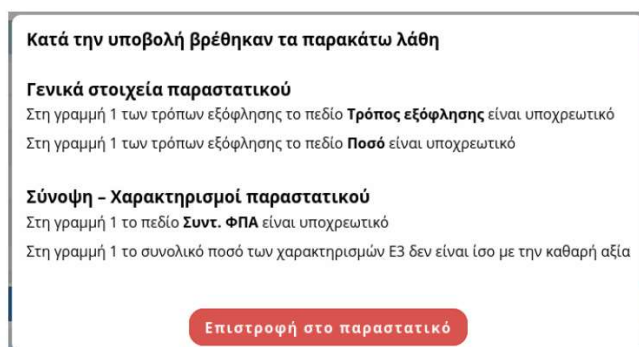 Κατά την υποβολή βρέθηκαν τα παρακάτω λάθη
Γενικά στοιχεία παραστατικού
Στη γραμμή 1 των τρόπων εξόφλησης το πεδίο Τρόπος εξόφλησης είναι υποχρεωτικό
Στη γραμμή 1 των τρόπων εξόφλησης το πεδίο Ποσό είναι υποχρεωτικό
Σύνοψη – Χαρακτηρισμοί παραστατικού
Στη γραμμή 1 το πεδίο Συντ. ΦΠΑ είναι υποχρεωτικό
Στη γραμμή 1 το συνολικό ποσό των χαρακτηρισμών Ε3 δεν είναι ίσο με την καθαρή αξία
Επιστροφή στο παραστατικό